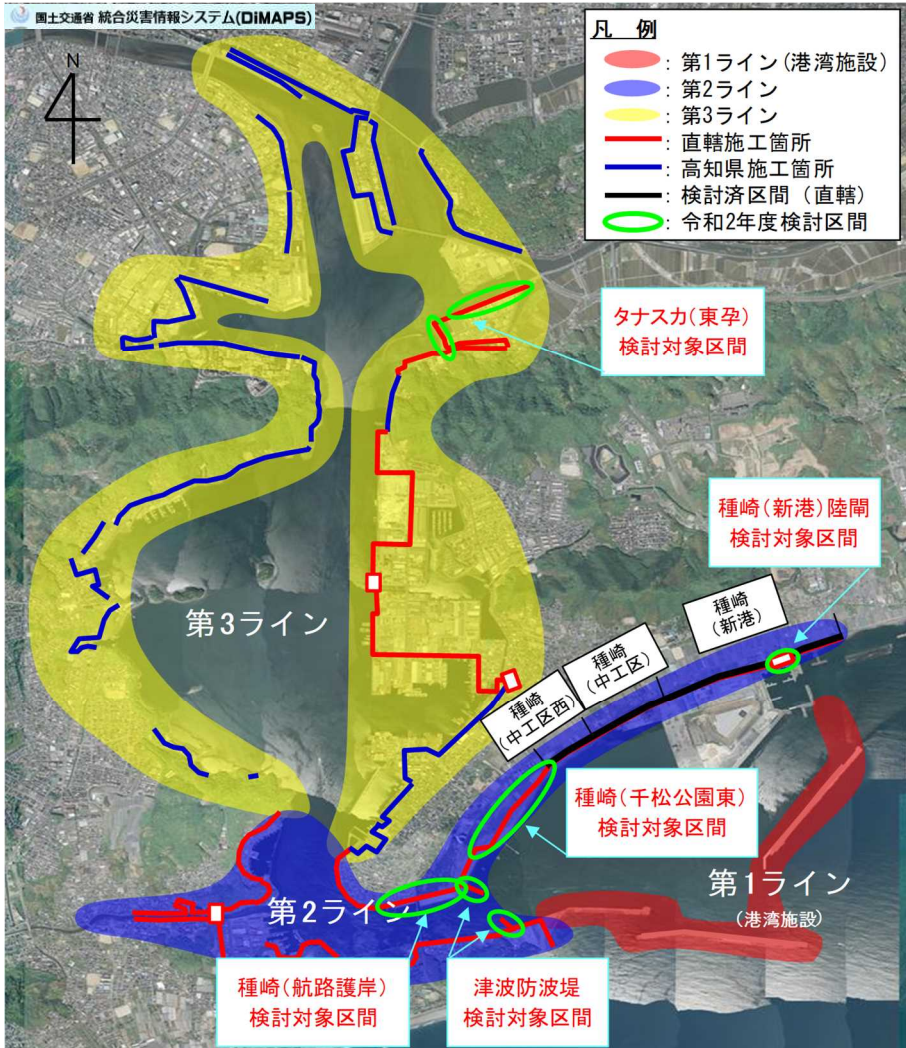 国土交通省 統合災害情報システム(DiMAPS)
N
凡 例
: 第1ライン(港湾施設)
: 第2ライン
: 第3ライン
: 直轄施工箇所
: 高知県施工箇所
: 検討済区間 (直轄)
: 令和2年度検討区間
タナスカ(東孕)
検討対象区間
種崎(新港)陸閘
検討対象区間
第3ライン
種崎
(新港)
種崎
(中工区)
種崎
(中工区西)
種崎(千松公園東)
検討対象区間
第1ライン
(港湾施設)
第2ライン
種崎(航路護岸)
検討対象区間
津波防波堤
検討対象区間